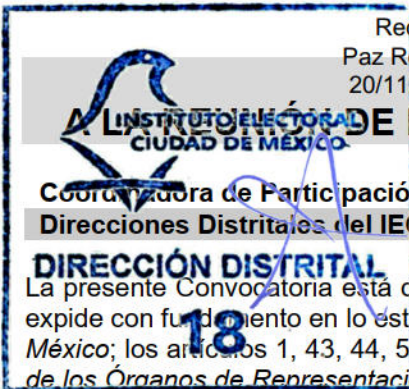 Rec
Paz Re
20/11
A LA REUNIÓN DE
INSTITUTO ELECTORAL
CIUDAD DE MÉXICO
Coordinadora de Participació
Direcciones Distritales del IEC
DIRECCIÓN DISTRITAL
18
La presente Convocatoria está
expide con fundamento en lo est
México; los artículos 1, 43, 44, 5
de los Órganos de Representaci